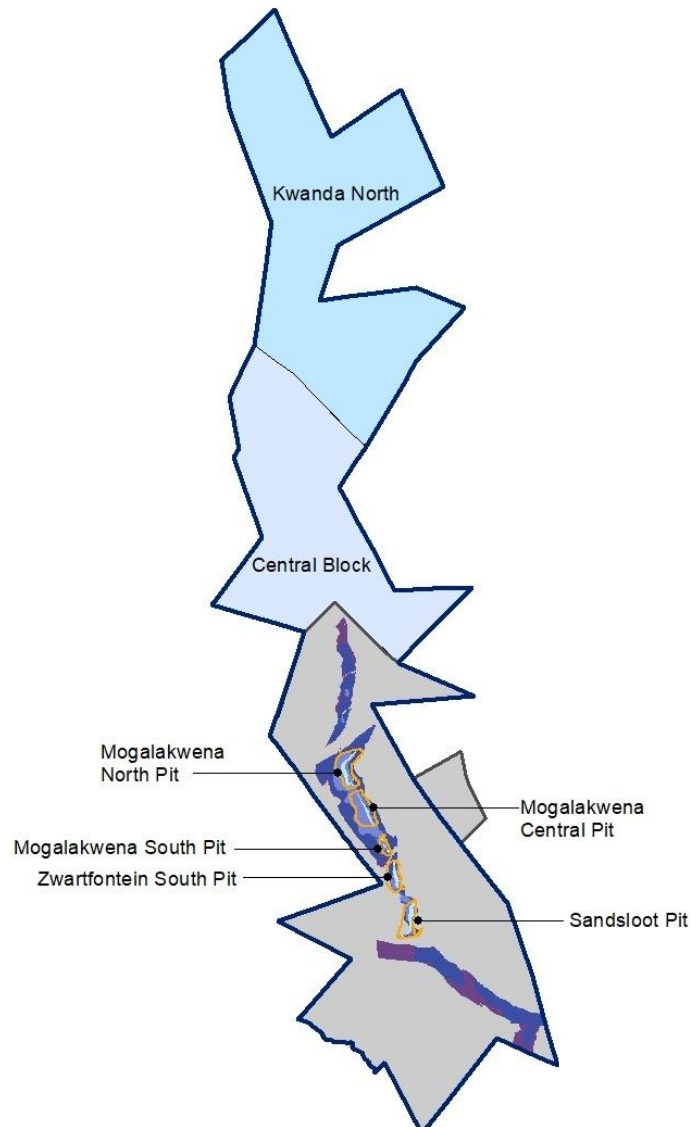 Kwanda North
Central Block
Mogalakwena
North Pit
Mogalakwena
Central Pit
Mogalakwena South Pit
Zwartfontein South Pit
Sandsloot Pit